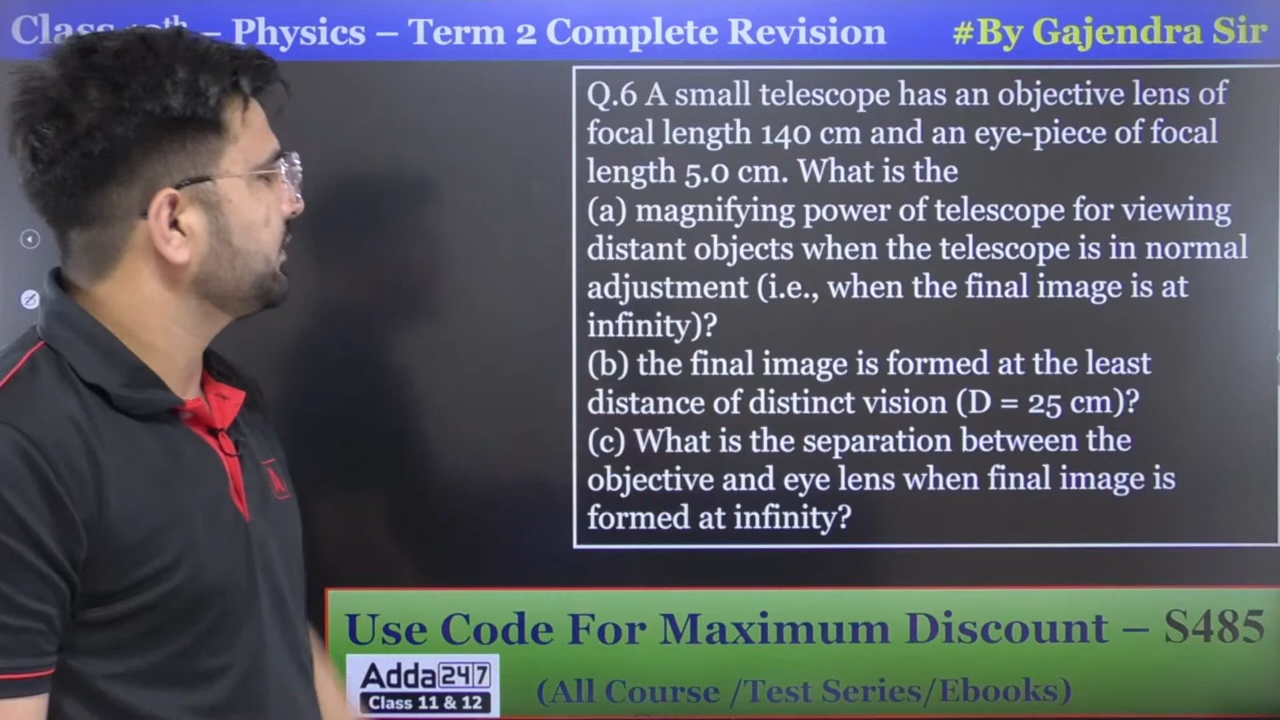 Class – Physics – Term 2 Complete Revision #By Gajendra Sir
Q.6 A small telescope has an objective lens of
focal length 140 cm and an eye-piece of focal
length 5.0 cm. What is the
(a) magnifying power of telescope for viewing
distant objects when the telescope is in normal
adjustment (i.e., when the final image is at
infinity)?
(b) the final image is formed at the least
distance of distinct vision (D = 25 cm)?
(c) What is the separation between the
objective and eye lens when final image is
formed at infinity?
Use Code For Maximum Discount – S485
Adda247
Class 11 & 12
(All Course /Test Series/Ebooks)